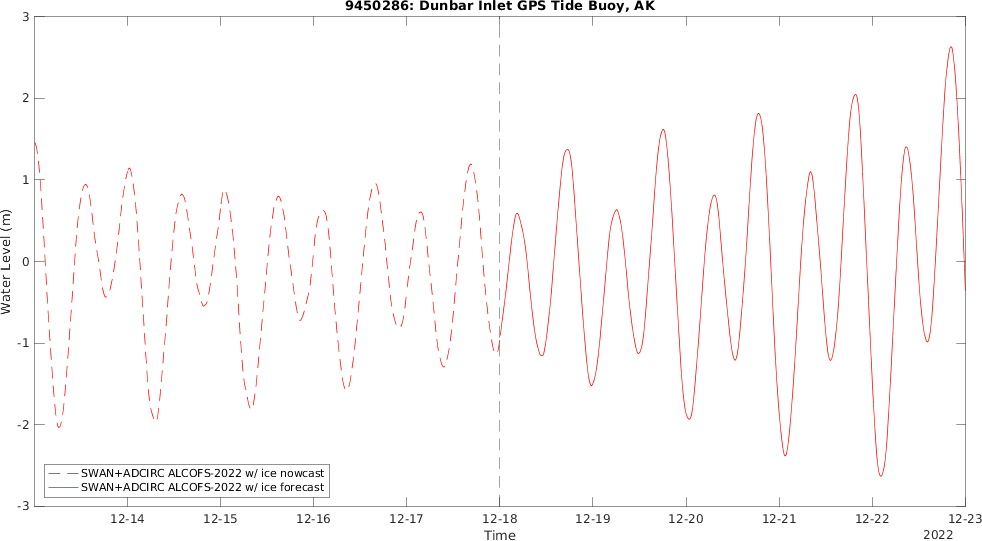 9450286: Dunbar Inlet GPS Tide Buoy, AK
3
2
1
0
-1
-2
-3
Water Level (m)
SWAN+ADCIRC ALCOFS-2022 w/ ice nowcast
SWAN+ADCIRC ALCOFS-2022 w/ ice forecast
12-14 12-15 12-16 12-17 12-18 12-19 12-20 12-21 12-22 12-23
Time
2022